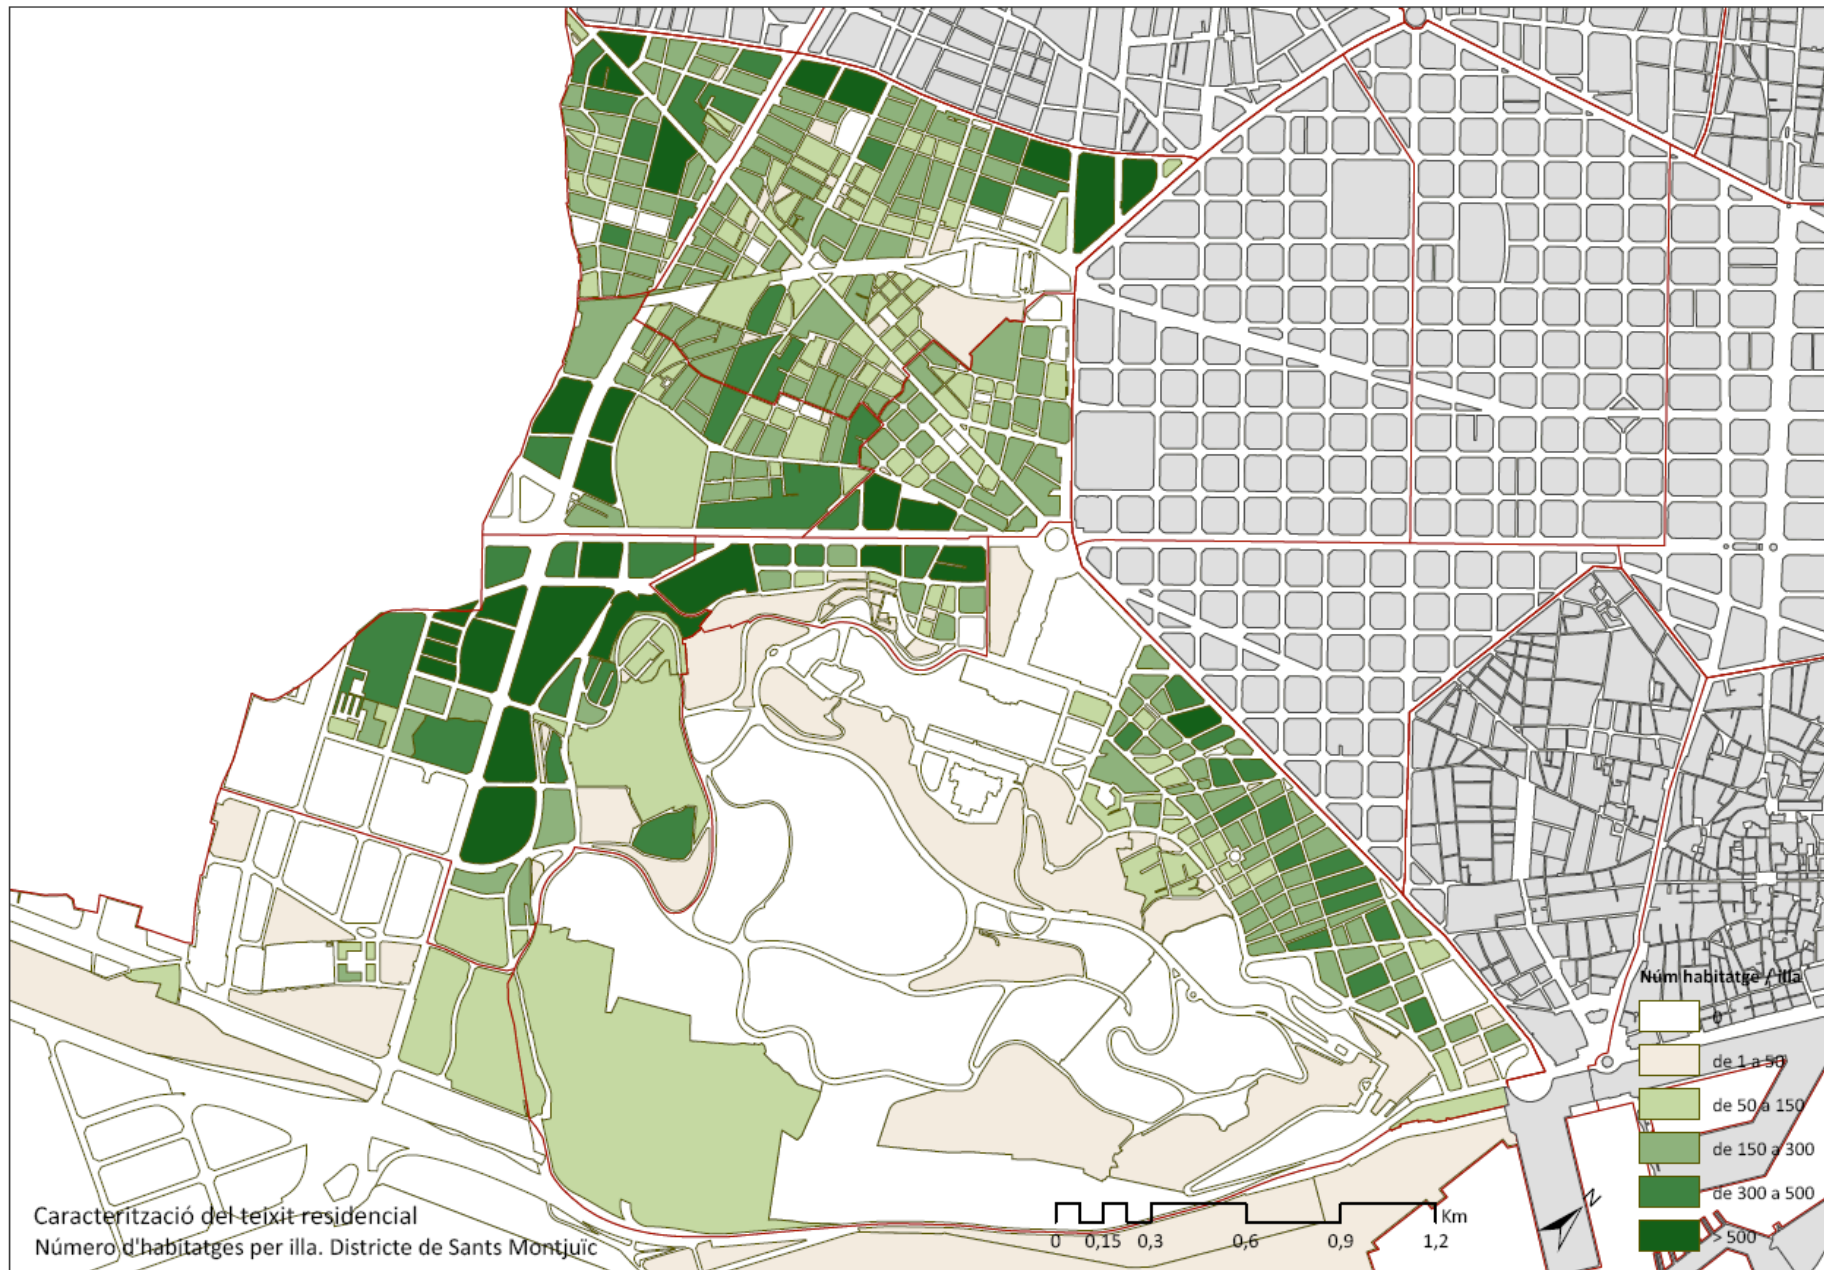 Núm habitatge / illa
0
de 1 a 50
de 50 a 150
de 150 a 300
de 300 a 500
> 500
N
Km
0 0,15 0,3 0,6 0,9 1,2
Caracterització del teixit residencial
Número d'habitatges per illa. Districte de Sants Montjuïc